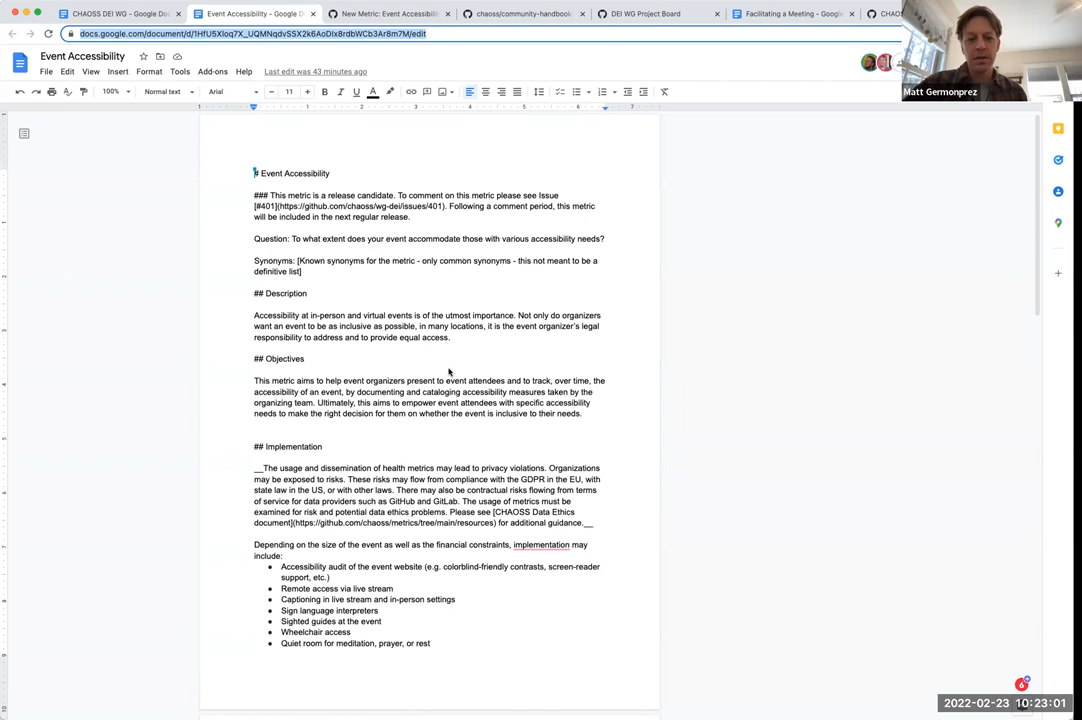 CHAOSS DEI WG - Google Doc
Event Accessibility - Google D
New Metric: Event Accessibili
chaoss/community-handbook
DEI WG Project Board
Facilitating a Meeting - Google
CHAOS
docs.google.com/document/d/1HfU5Xloq7X_UQMNqdvSSX2k6AoDlx8rdbWCb3Ar8m7M/edit
Event Accessibility
File Edit View Insert Format Tools Add-ons Help Last edit was 43 minutes ago
100% Normal text Arial 11 B I U A
Matt Germonprez
# Event Accessibility
### This metric is a release candidate. To comment on this metric please see Issue
[#401](https://github.com/chaoss/wg-dei/issues/401). Following a comment period, this metric
will be included in the next regular release.
Question: To what extent does your event accommodate those with various accessibility needs?
Synonyms: [Known synonyms for the metric - only common synonyms - this not meant to be a
definitive list]
## Description
Accessibility at in-person and virtual events is of the utmost importance. Not only do organizers
want an event to be as inclusive as possible, in many locations, it is the event organizer's legal
responsibility to address and to provide equal access.
## Objectives
This metric aims to help event organizers present to event attendees and to track, over time, the
accessibility of an event, by documenting and cataloging accessibility measures taken by the
organizing team. Ultimately, this aims to empower event attendees with specific accessibility
needs to make the right decision for them on whether the event is inclusive to their needs.
## Implementation
__The usage and dissemination of health metrics may lead to privacy violations. Organizations
may be exposed to risks. These risks may flow from compliance with the GDPR in the EU, with
state law in the US, or with other laws. There may also be contractual risks flowing from terms
of service for data providers such as GitHub and GitLab. The usage of metrics must be
examined for risk and potential data ethics problems. Please see [CHAOSS Data Ethics
document](https://github.com/chaoss/metrics/tree/main/resources) for additional guidance.__
Depending on the size of the event as well as the financial constraints, implementation may
include:
● Accessibility audit of the event website (e.g. colorblind-friendly contrasts, screen-reader
support, etc.)
● Remote access via live stream
● Captioning in live stream and in-person settings
● Sign language interpreters
● Sighted guides at the event
● Wheelchair access
● Quiet room for meditation, prayer, or rest
6
2022-02-23 10:23:01